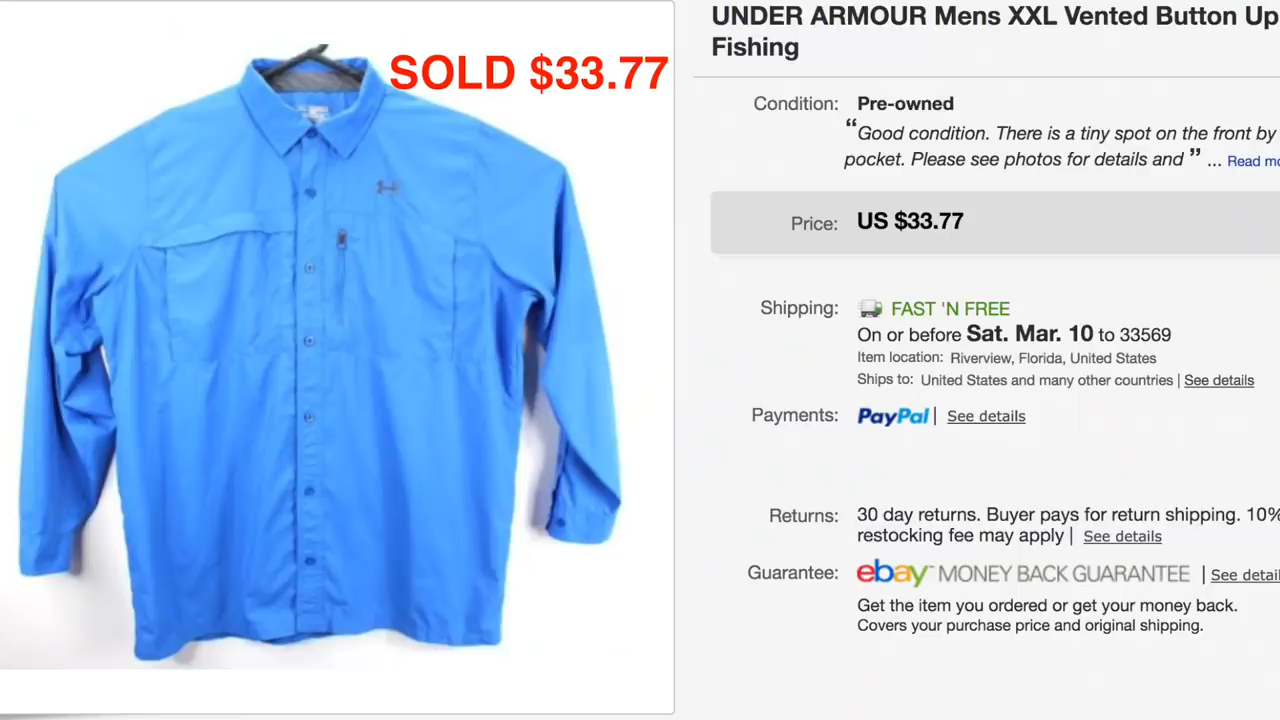 SOLD $33.77
UNDER ARMOUR Mens XXL Vented Button Up
Fishing
Condition: Pre-owned
“Good condition. There is a tiny spot on the front by
pocket. Please see photos for details and ” ... Read mo
Price: US $33.77
Shipping: FAST 'N FREE
On or before Sat. Mar. 10 to 33569
Item location: Riverview, Florida, United States
Ships to: United States and many other countries | See details
Payments: PayPal | See details
Returns: 30 day returns. Buyer pays for return shipping. 10%
restocking fee may apply | See details
Guarantee: ebay™ MONEY BACK GUARANTEE | See detail
Get the item you ordered or get your money back.
Covers your purchase price and original shipping.